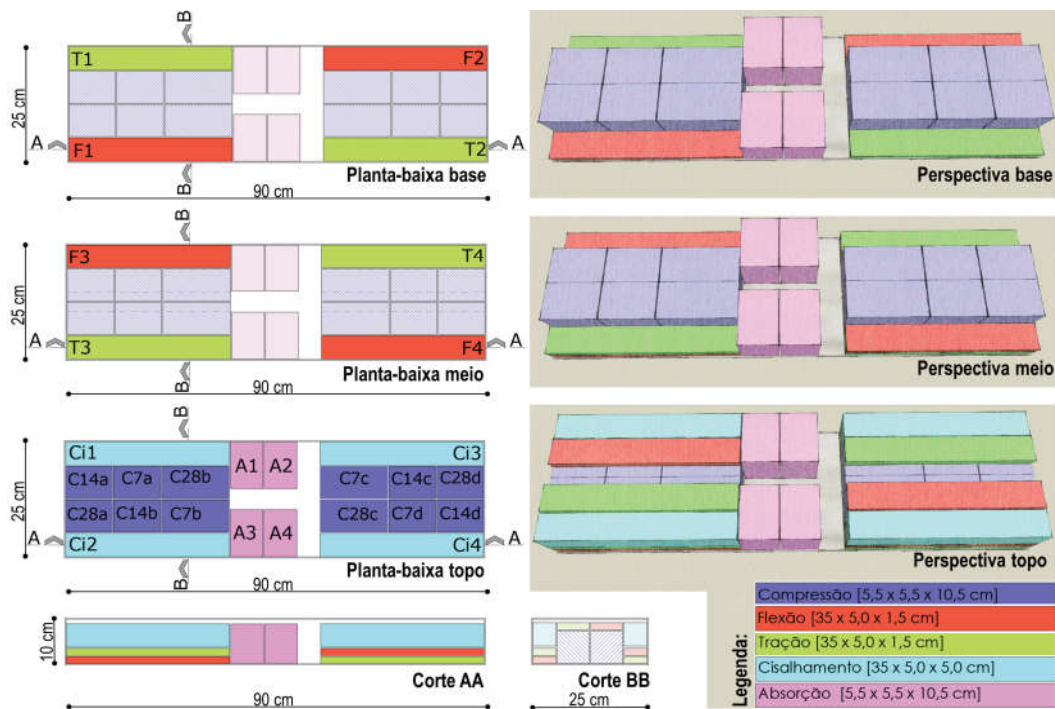 B
T1
F2
25 cm
A
A
F1
T2
B
Planta-baixa base
90 cm
Perspectiva base
F3
T4
25 cm
A
A
T3
F4
B
Planta-baixa meio
90 cm
Perspectiva meio
Ci1
Ci3
C14a C7a C28b
A1 A2
C7c C14c C28d
25 cm
C28a C14b C7b
A3 A4
C28c C7d C14d
A
A
Ci2
Ci4
B
Planta-baixa topo
90 cm
Perspectiva topo
10 cm
Corte AA
90 cm
Corte BB
25 cm
Legenda:
Compressão [5,5 x 5,5 x 10,5 cm]
Flexão [35 x 5,0 x 1,5 cm]
Tração [35 x 5,0 x 1,5 cm]
Cisalhamento [35 x 5,0 x 5,0 cm]
Absorção [5,5 x 5,5 x 10,5 cm]